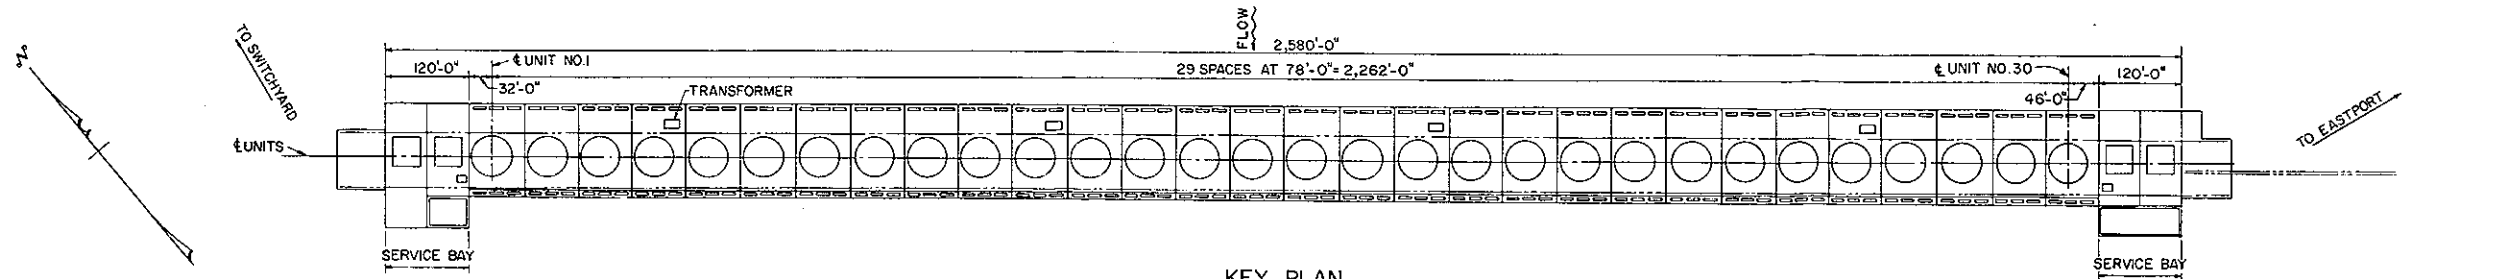 N
TO SWITCHYARD
FLOW
2,580'-0"
120'-0"
℄ UNIT NO.1
29 SPACES AT 78'-0"= 2,262'-0"
℄ UNIT NO.30
120'-0"
32'-0"
TRANSFORMER
46'-0"
TO EASTPORT
℄ UNITS
SERVICE BAY
KEY PLAN
SERVICE BAY